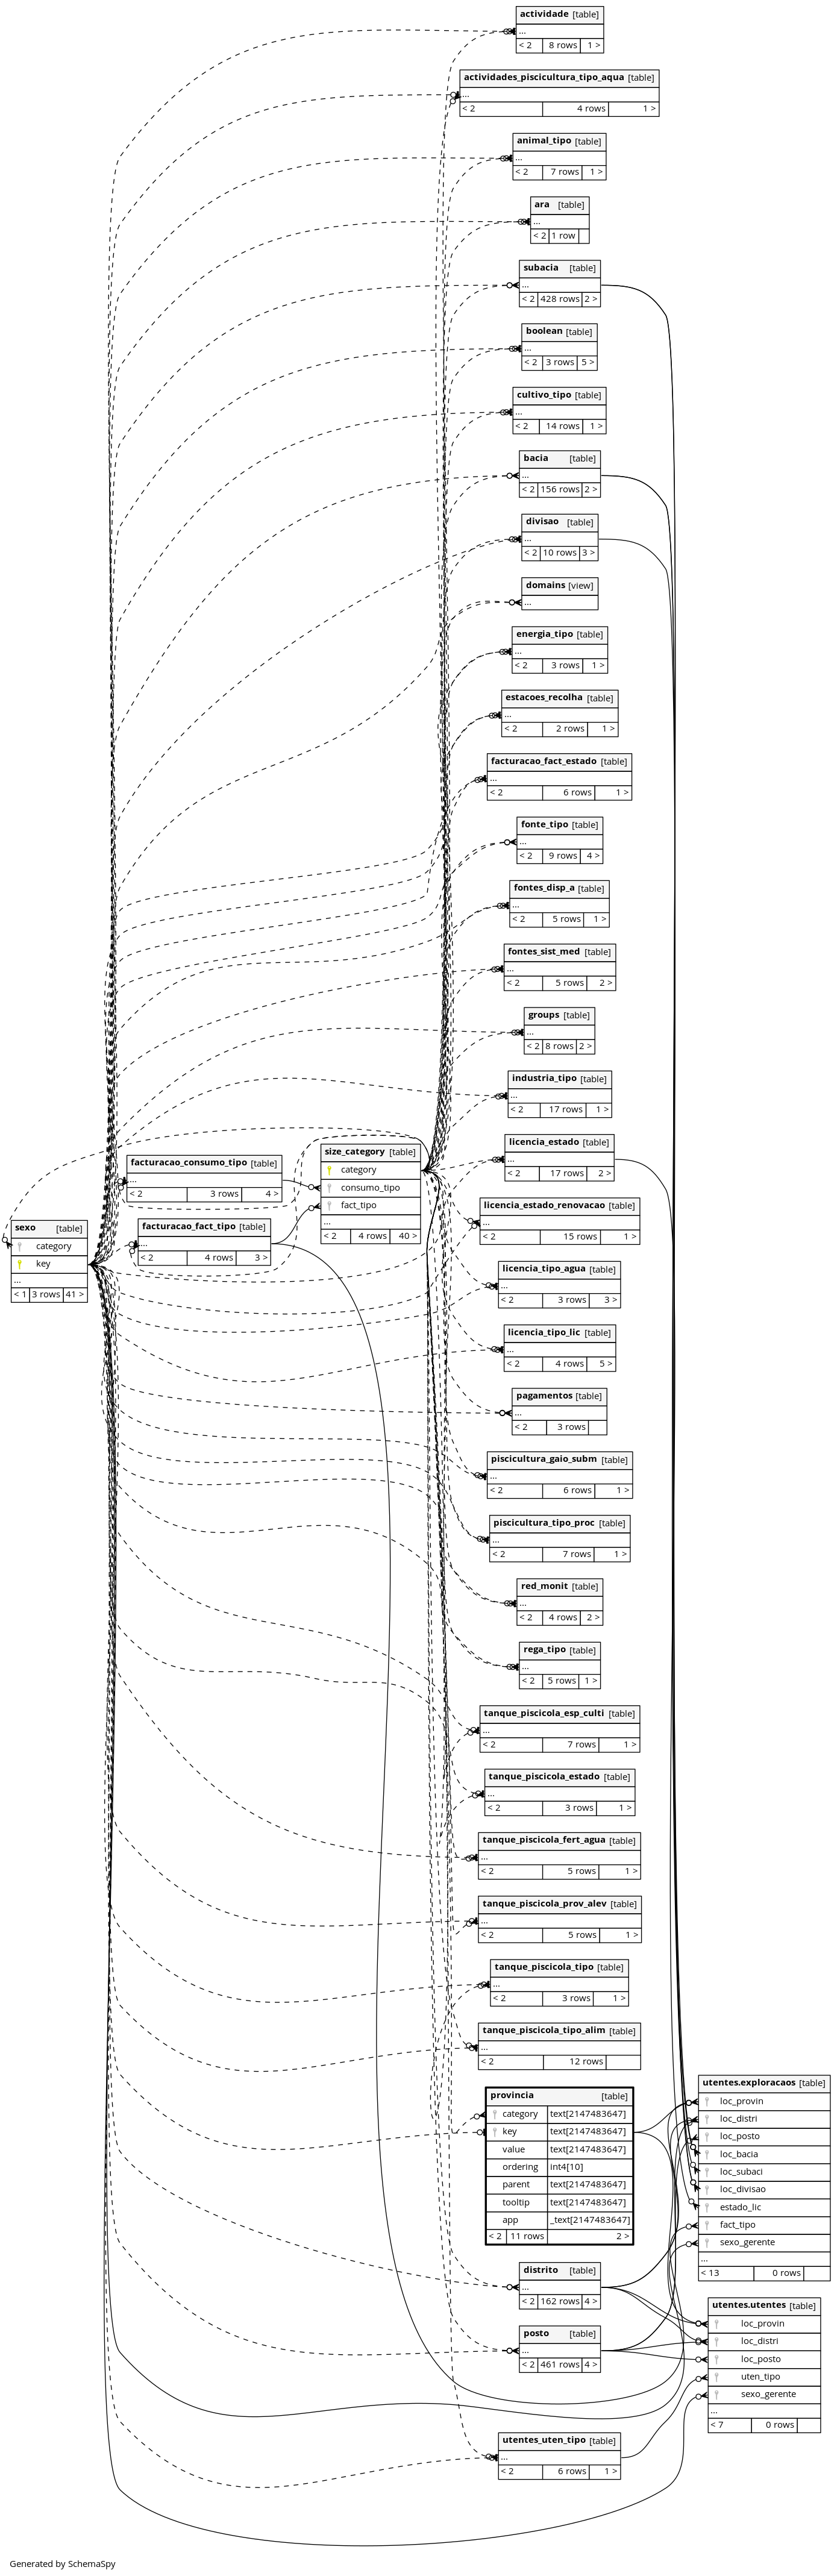 actividade [table]
...
< 2 8 rows 1 >
actividades_piscicultura_tipo_aqua [table]
...
< 2 4 rows 1 >
animal_tipo [table]
...
< 2 7 rows 1 >
ara [table]
...
< 2 1 row
subacia [table]
...
< 2 428 rows 2 >
boolean [table]
...
< 2 3 rows 5 >
cultivo_tipo [table]
...
< 2 14 rows 1 >
bacia [table]
...
< 2 156 rows 2 >
divisao [table]
...
< 2 10 rows 3 >
domains [view]
...
energia_tipo [table]
...
< 2 3 rows 1 >
estacoes_recolha [table]
...
< 2 2 rows 1 >
facturacao_fact_estado [table]
...
< 2 6 rows 1 >
fonte_tipo [table]
...
< 2 9 rows 4 >
fontes_disp_a [table]
...
< 2 5 rows 1 >
fontes_sist_med [table]
...
< 2 5 rows 2 >
groups [table]
...
< 2 8 rows 2 >
industria_tipo [table]
...
< 2 17 rows 1 >
licencia_estado [table]
...
< 2 17 rows 2 >
size_category [table]
category
consumo_tipo
fact_tipo
...
< 2 4 rows 40 >
facturacao_consumo_tipo [table]
...
< 2 3 rows 4 >
facturacao_fact_tipo [table]
...
< 2 4 rows 3 >
sexo [table]
category
key
...
< 1 3 rows 41 >
licencia_estado_renovacao [table]
...
< 2 15 rows 1 >
licencia_tipo_agua [table]
...
< 2 3 rows 3 >
licencia_tipo_lic [table]
...
< 2 4 rows 5 >
pagamentos [table]
...
< 2 3 rows
piscicultura_gaio_subm [table]
...
< 2 6 rows 1 >
piscicultura_tipo_proc [table]
...
< 2 7 rows 1 >
red_monit [table]
...
< 2 4 rows 2 >
rega_tipo [table]
...
< 2 5 rows 1 >
tanque_piscicola_esp_culti [table]
...
< 2 7 rows 1 >
tanque_piscicola_estado [table]
...
< 2 3 rows 1 >
tanque_piscicola_fert_agua [table]
...
< 2 5 rows 1 >
tanque_piscicola_prov_alev [table]
...
< 2 5 rows 1 >
tanque_piscicola_tipo [table]
...
< 2 3 rows 1 >
tanque_piscicola_tipo_alim [table]
...
< 2 12 rows
provincia [table]
category text[2147483647]
key text[2147483647]
value text[2147483647]
ordering int4[10]
parent text[2147483647]
tooltip text[2147483647]
app _text[2147483647]
< 2 11 rows 2 >
utentes.exploracaos [table]
loc_provin
loc_distri
loc_posto
loc_bacia
loc_subaci
loc_divisao
estado_lic
fact_tipo
sexo_gerente
...
< 13 0 rows
distrito [table]
...
< 2 162 rows 4 >
posto [table]
...
< 2 461 rows 4 >
utentes.utentes [table]
loc_provin
loc_distri
loc_posto
uten_tipo
sexo_gerente
...
< 7 0 rows
utentes_uten_tipo [table]
...
< 2 6 rows 1 >
Generated by SchemaSpy